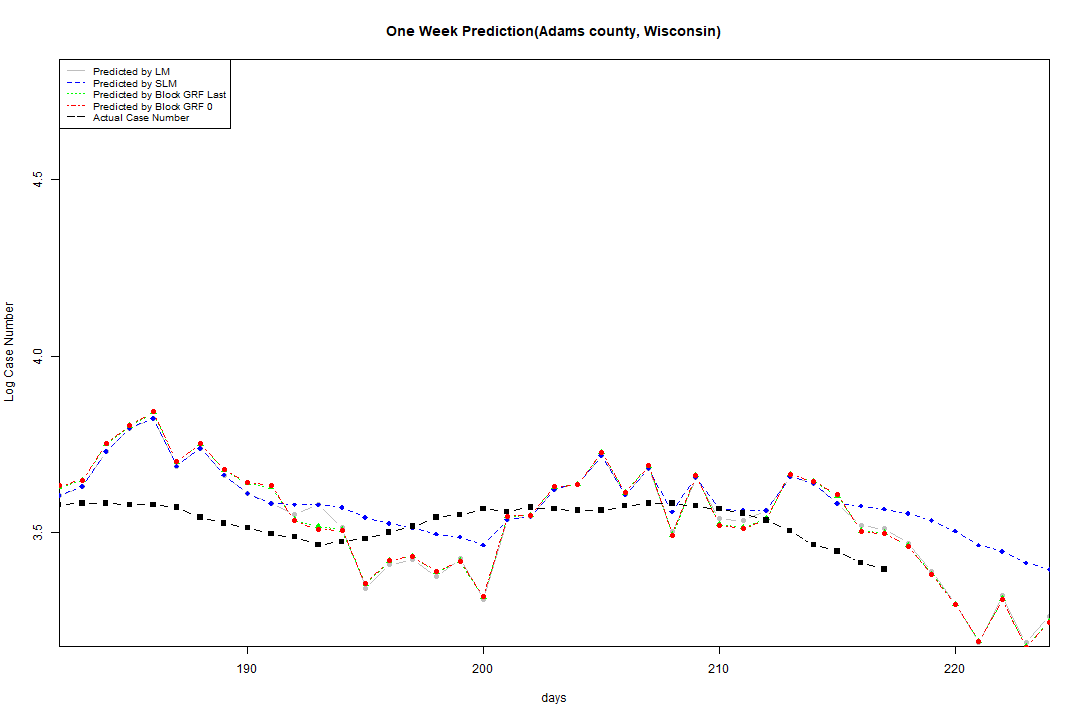 One Week Prediction(Adams county, Wisconsin)
Predicted by LM
Predicted by SLM
Predicted by Block GRF Last
Predicted by Block GRF 0
Actual Case Number
4.5
4.0
3.5
Log Case Number
190 200 210 220
days